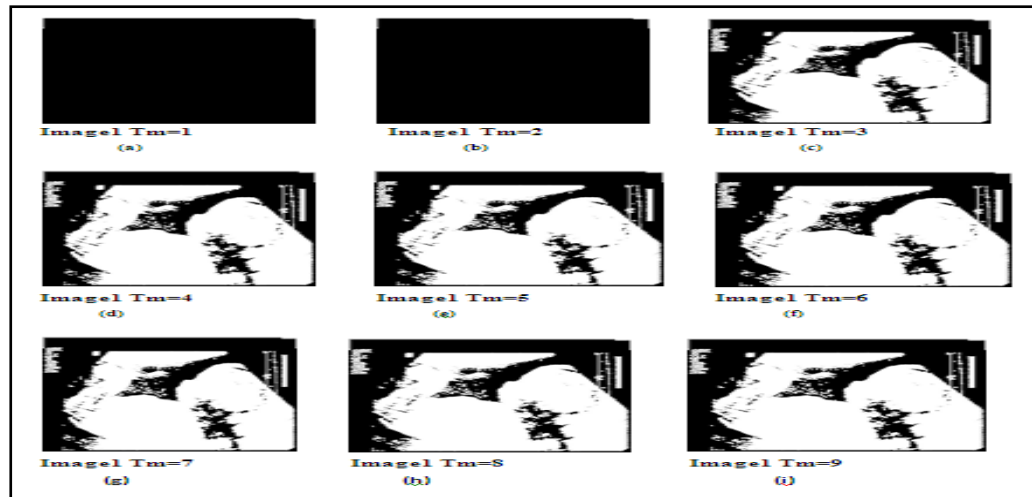 Image1 Tm=1
(a)
Image1 Tm=2
(b)
Image1 Tm=3
(c)
Image1 Tm=4
(d)
Image1 Tm=5
(e)
Image1 Tm=6
(f)
Image1 Tm=7
(g)
Image1 Tm=8
(h)
Image1 Tm=9
(i)